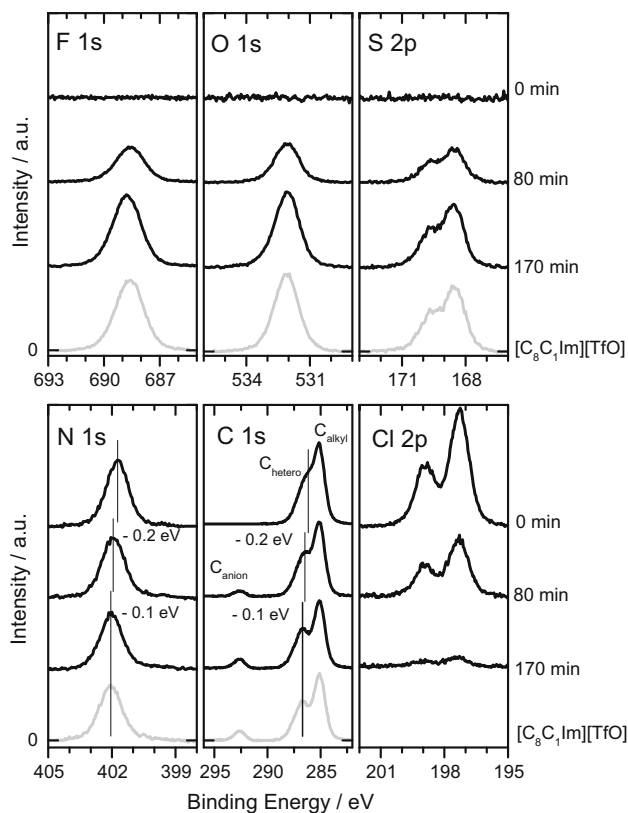 F 1s
O 1s
S 2p
0 min
80 min
170 min
[C8C1Im][TfO]
Intensity / a.u.
0
693 690 687
534 531
171 168
N 1s
C 1s
Cl 2p
Calkyl
Chetero
- 0.2 eV
- 0.2 eV
Canion
- 0.1 eV
- 0.1 eV
0 min
80 min
170 min
[C8C1Im][TfO]
Intensity / a.u.
0
405 402 399
295 290 285
201 198 195
Binding Energy / eV